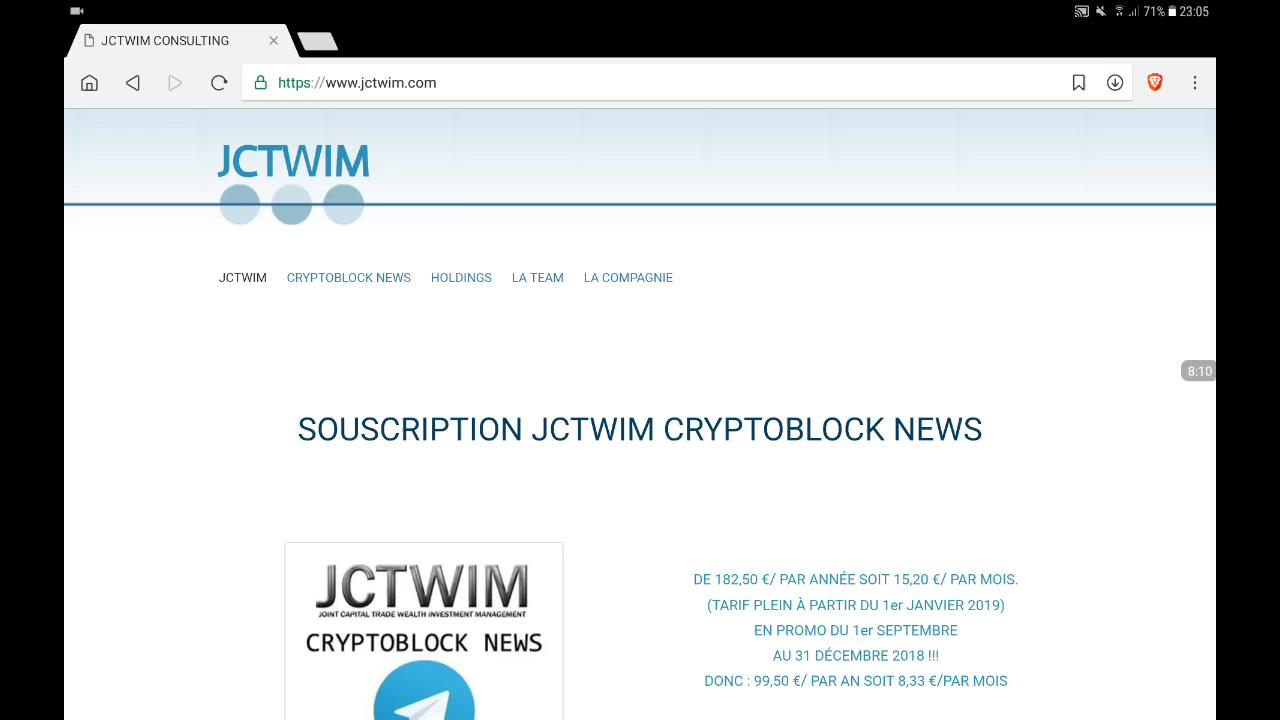 71% 23:05
JCTWIM CONSULTING
https://www.jctwim.com
JCTWIM
JCTWIM CRYPTOBLOCK NEWS HOLDINGS LA TEAM LA COMPAGNIE
8:10
SOUSCRIPTION JCTWIM CRYPTOBLOCK NEWS
JCTWIM
JOINT CAPITAL TRADE WEALTH INVESTMENT MANAGEMENT
CRYPTOBLOCK NEWS
DE 182,50 €/ PAR ANNÉE SOIT 15,20 €/ PAR MOIS.
(TARIF PLEIN À PARTIR DU 1er JANVIER 2019)
EN PROMO DU 1er SEPTEMBRE
AU 31 DÉCEMBRE 2018 !!!
DONC : 99,50 €/ PAR AN SOIT 8,33 €/PAR MOIS